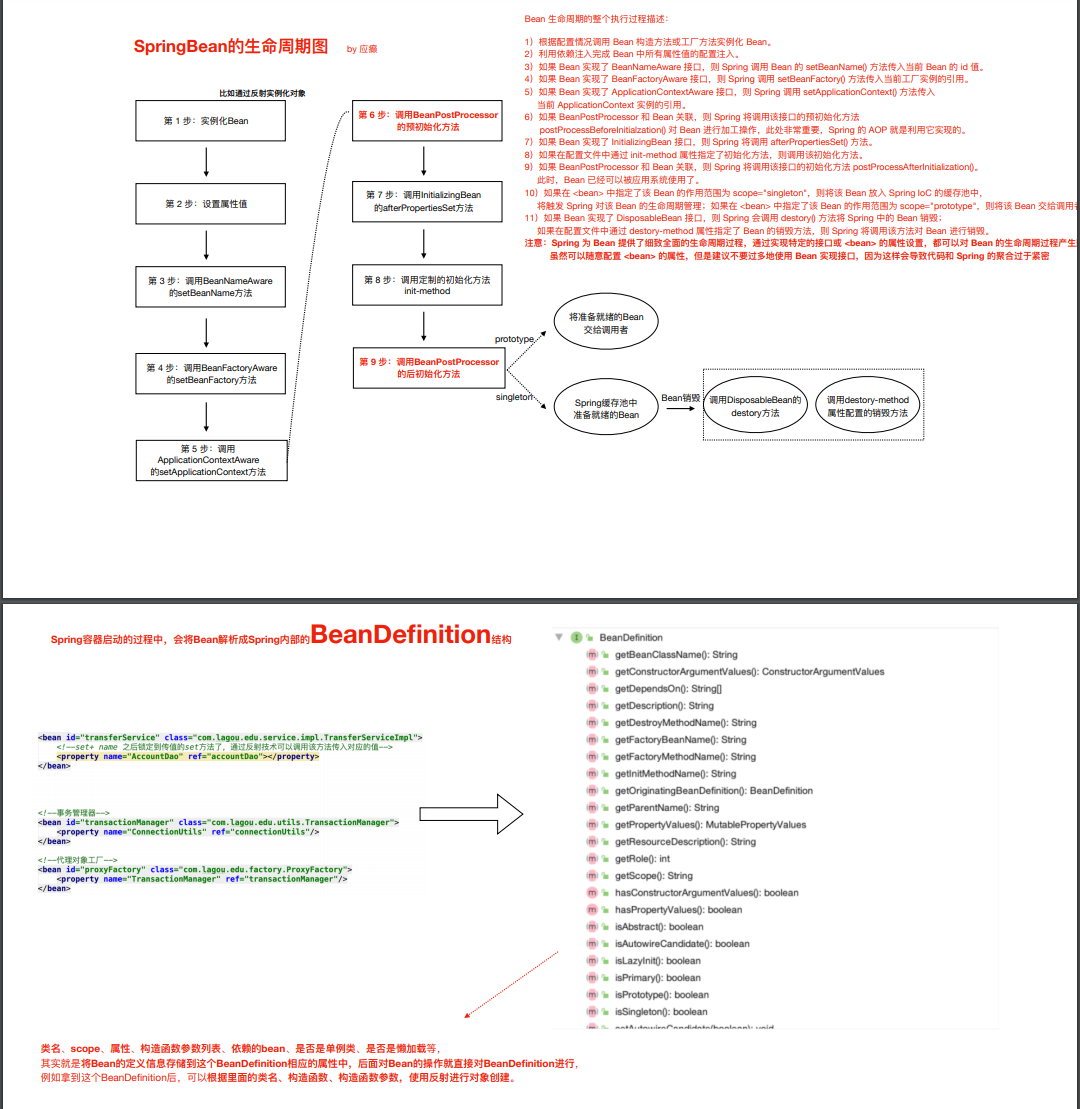 SpringBean的生命周期图 by 应癫
比如通过反射实例化对象
第 1 步：实例化Bean
第 2 步：设置属性值
第 3 步：调用BeanNameAware
的setBeanName方法
第 4 步：调用BeanFactoryAware
的setBeanFactory方法
第 5 步：调用
ApplicationContextAware
的setApplicationContext方法
第 6 步：调用BeanPostProcessor
的预初始化方法
第 7 步：调用InitializingBean
的afterPropertiesSet方法
第 8 步：调用定制的初始化方法
init-method
第 9 步：调用BeanPostProcessor
的后初始化方法
prototype
singleton
将准备就绪的Bean
交给调用者
Spring缓存池中
准备就绪的Bean
Bean销毁
调用DisposableBean的
destory方法
调用destory-method
属性配置的销毁方法
Bean 生命周期的整个执行过程描述：
1）根据配置情况调用 Bean 构造方法或工厂方法实例化 Bean。
2）利用依赖注入完成 Bean 中所有属性值的配置注入。
3）如果 Bean 实现了 BeanNameAware 接口，则 Spring 调用 Bean 的 setBeanName() 方法传入当前 Bean 的 id 值。
4）如果 Bean 实现了 BeanFactoryAware 接口，则 Spring 调用 setBeanFactory() 方法传入当前工厂实例的引用。
5）如果 Bean 实现了 ApplicationContextAware 接口，则 Spring 调用 setApplicationContext() 方法传入
当前 ApplicationContext 实例的引用。
6）如果 BeanPostProcessor 和 Bean 关联，则 Spring 将调用该接口的预初始化方法
postProcessBeforeInitialzation() 对 Bean 进行加工操作，此处非常重要，Spring 的 AOP 就是利用它实现的。
7）如果 Bean 实现了 InitializingBean 接口，则 Spring 将调用 afterPropertiesSet() 方法。
8）如果在配置文件中通过 init-method 属性指定了初始化方法，则调用该初始化方法。
9）如果 BeanPostProcessor 和 Bean 关联，则 Spring 将调用该接口的初始化方法 postProcessAfterInitialization()。
此时，Bean 已经可以被应用系统使用了。
10）如果在 <bean> 中指定了该 Bean 的作用范围为 scope="singleton"，则将该 Bean 放入 Spring IoC 的缓存池中，
将触发 Spring 对该 Bean 的生命周期管理；如果在 <bean> 中指定了该 Bean 的作用范围为 scope="prototype"，则将该 Bean 交给调用者
11）如果 Bean 实现了 DisposableBean 接口，则 Spring 会调用 destory() 方法将 Spring 中的 Bean 销毁；
如果在配置文件中通过 destory-method 属性指定了 Bean 的销毁方法，则 Spring 将调用该方法对 Bean 进行销毁。
注意：Spring 为 Bean 提供了细致全面的生命周期过程，通过实现特定的接口或 <bean> 的属性设置，都可以对 Bean 的生命周期过程产生
虽然可以随意配置 <bean> 的属性，但是建议不要过多地使用 Bean 实现接口，因为这样会导致代码和 Spring 的聚合过于紧密
Spring容器启动的过程中，会将Bean解析成Spring内部的BeanDefinition结构
<bean id="transferService" class="com.lagou.edu.service.impl.TransferServiceImpl">
<!--set+ name 之后锁定到传值的set方法了，通过反射技术可以调用该方法传入对应的值-->
<property name="AccountDao" ref="accountDao"></property>
</bean>
<!--事务管理器-->
<bean id="transactionManager" class="com.lagou.edu.utils.TransactionManager">
<property name="ConnectionUtils" ref="connectionUtils"/>
</bean>
<!--代理对象工厂-->
<bean id="proxyFactory" class="com.lagou.edu.factory.ProxyFactory">
<property name="TransactionManager" ref="transactionManager"/>
</bean>
BeanDefinition
getBeanClassName(): String
getConstructorArgumentValues(): ConstructorArgumentValues
getDependsOn(): String[]
getDescription(): String
getDestroyMethodName(): String
getFactoryBeanName(): String
getFactoryMethodName(): String
getInitMethodName(): String
getOriginatingBeanDefinition(): BeanDefinition
getParentName(): String
getPropertyValues(): MutablePropertyValues
getResourceDescription(): String
getRole(): int
getScope(): String
hasConstructorArgumentValues(): boolean
hasPropertyValues(): boolean
isAbstract(): boolean
isAutowireCandidate(): boolean
isLazyInit(): boolean
isPrimary(): boolean
isPrototype(): boolean
isSingleton(): boolean
setAutowireCandidate(boolean): void
类名、scope、属性、构造函数参数列表、依赖的bean、是否是单例类、是否是懒加载等，
其实就是将Bean的定义信息存储到这个BeanDefinition相应的属性中，后面对Bean的操作就直接对BeanDefinition进行，
例如拿到这个BeanDefinition后，可以根据里面的类名、构造函数、构造函数参数，使用反射进行对象创建。